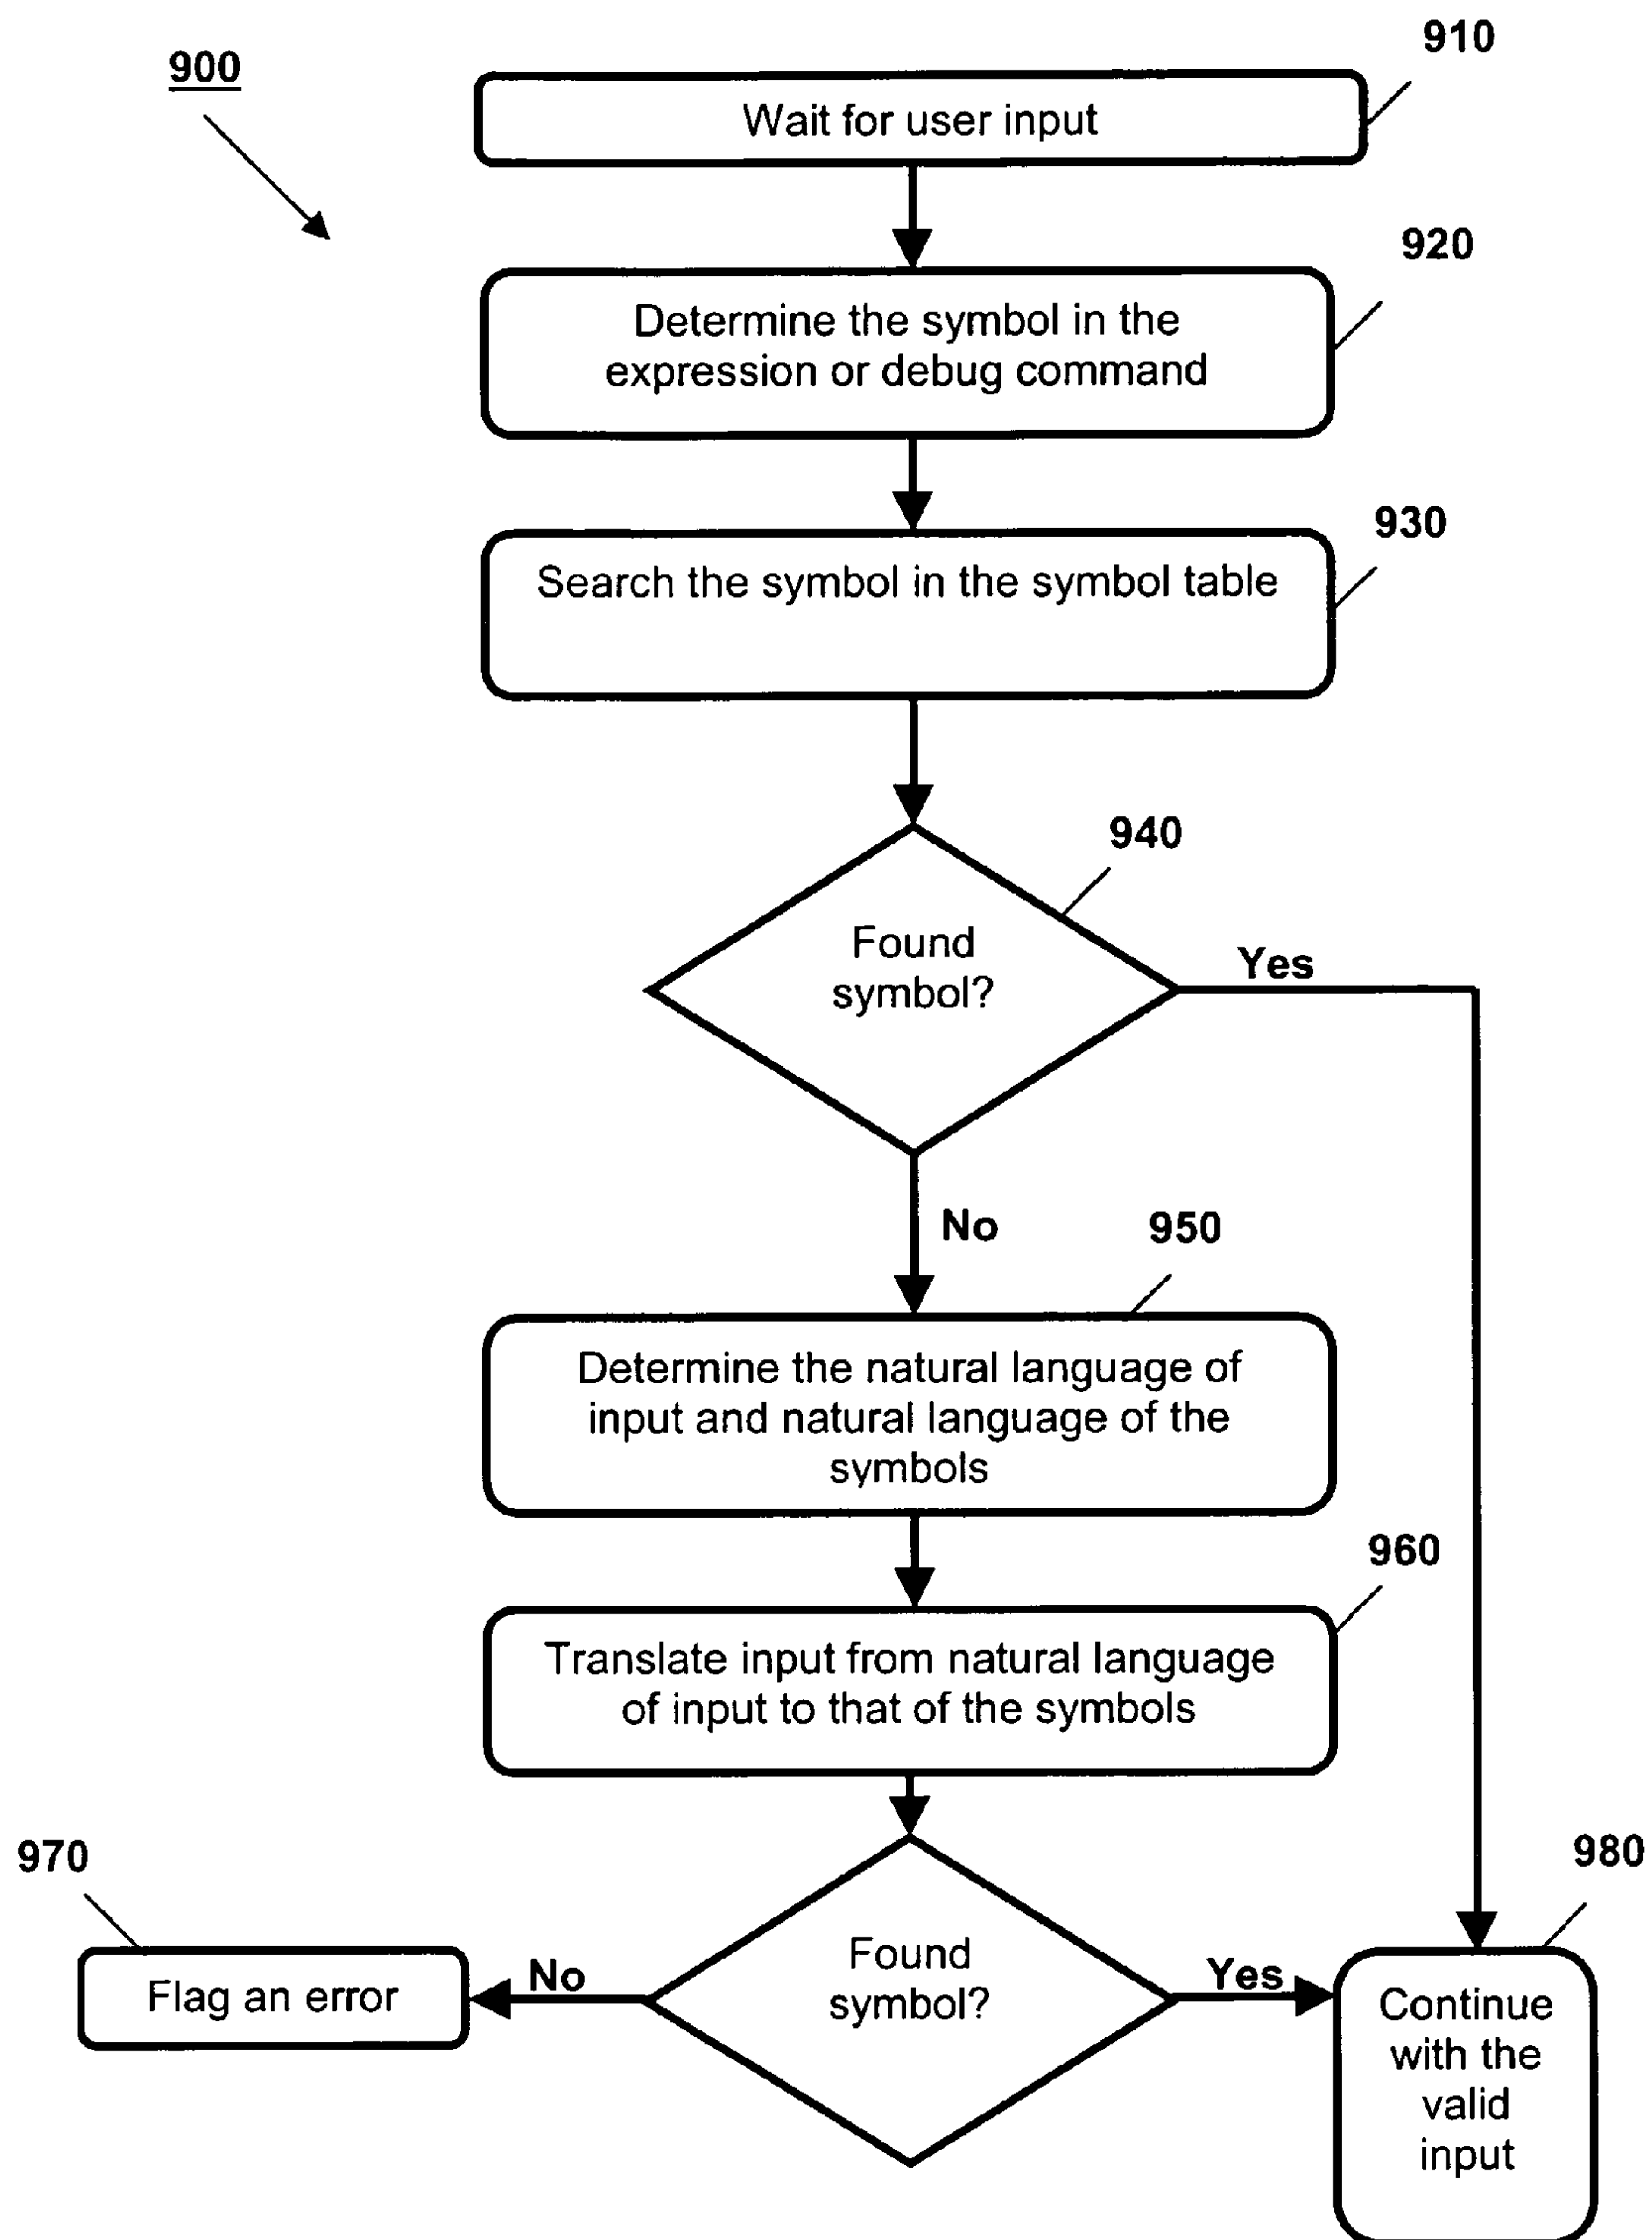 900
910
Wait for user input
920
Determine the symbol in the
expression or debug command
930
Search the symbol in the symbol table
940
Found
symbol?
Yes
No
950
Determine the natural language of
input and natural language of the
symbols
960
Translate input from natural language
of input to that of the symbols
970
Flag an error
No
Found
symbol?
Yes
980
Continue
with the
valid
input